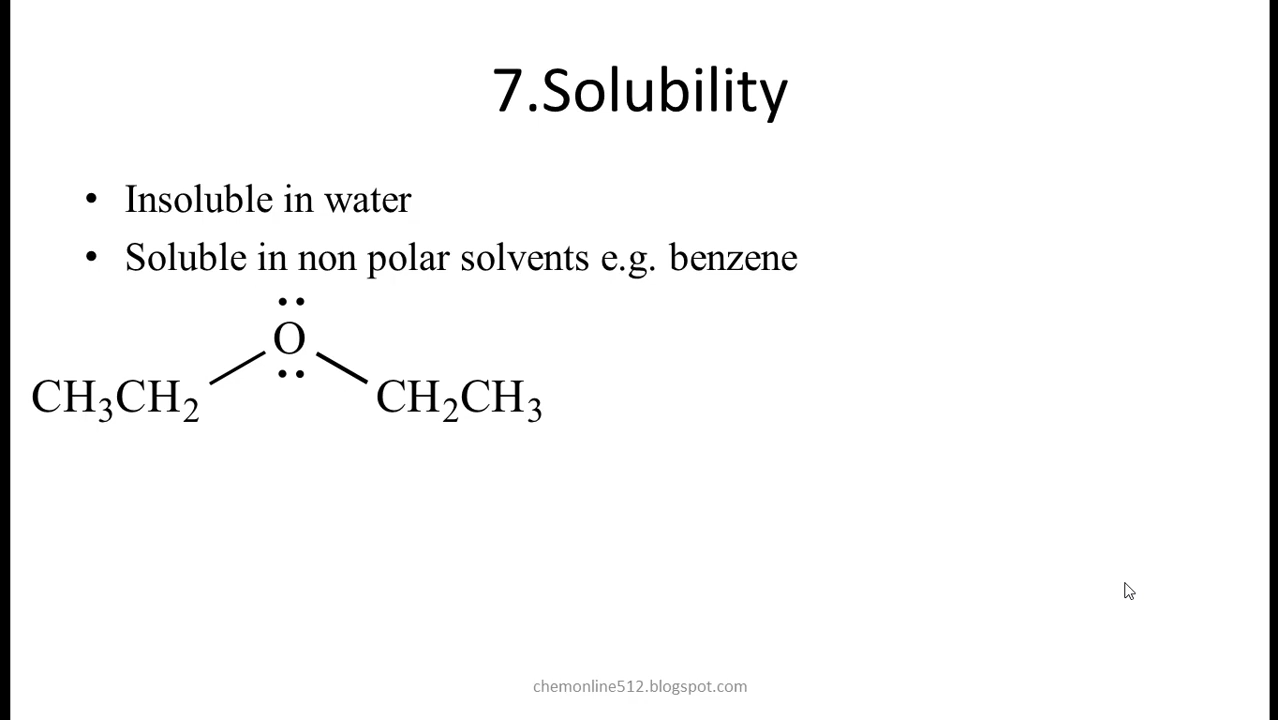 7.Solubility
• Insoluble in water
• Soluble in non polar solvents e.g. benzene
O
CH₃CH₂ CH₂CH₃
chemonline512.blogspot.com